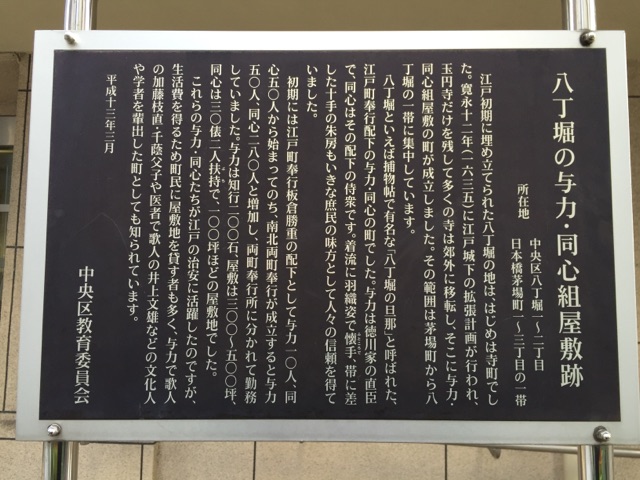 八丁堀の与力・同心組屋敷跡
所在地　中央区八丁堀一～二丁目
日本橋茅場町一～三丁目の一帯
江戸初期に埋め立てられた八丁堀の地は、はじめは寺町でし
た。寛永十二年(一六三五)に江戸城下の拡張計画が行われ、
玉円寺だけを残して多くの寺は郊外に移転し、そこに与力・
同心組屋敷の町が成立しました。その範囲は茅場町から八
丁堀の一帯に集中しています。
八丁堀といえば捕物帖で有名な「八丁堀の旦那」と呼ばれた、
江戸町奉行配下の与力・同心の町でした。与力は徳川家の直臣
で、同心はその配下の侍衆です。着流に羽織姿で懐手、帯に差
した十手の朱房もいきな庶民の味方として人々の信頼を得て
いました。
初期には江戸町奉行板倉勝重の配下として与力一〇人、同
心五〇人から始まってのち、南北両町奉行が成立すると与力
五〇人、同心二八〇人と増加し、両町奉行所に分かれて勤務
していました。与力は知行二〇〇石、屋敷は三〇〇～五〇〇坪、
同心は三〇俵二人扶持で、一〇〇坪ほどの屋敷地でした。
これらの与力・同心たちが江戸の治安に活躍したのですが、
生活費を得るため町民に屋敷地を貸す者も多く、与力で歌人
の加藤枝直・千蔭父子や医者で歌人の井上文雄などの文化人
や学者を輩出した町としても知られています。
平成十三年三月
中央区教育委員会